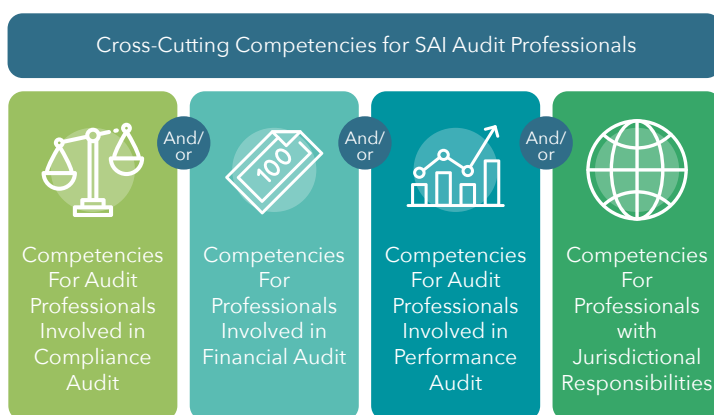 Cross-Cutting Competencies for SAI Audit Professionals
And/
or
And/
or
And/
or
100
Competencies
For Audit
Professionals
Involved in
Compliance
Audit
Competencies
For
Professionals
Involved in
Financial Audit
Competencies
For Audit
Professionals
Involved in
Performance
Audit
Competencies
For
Professionals
with
Jurisdictional
Responsibilities